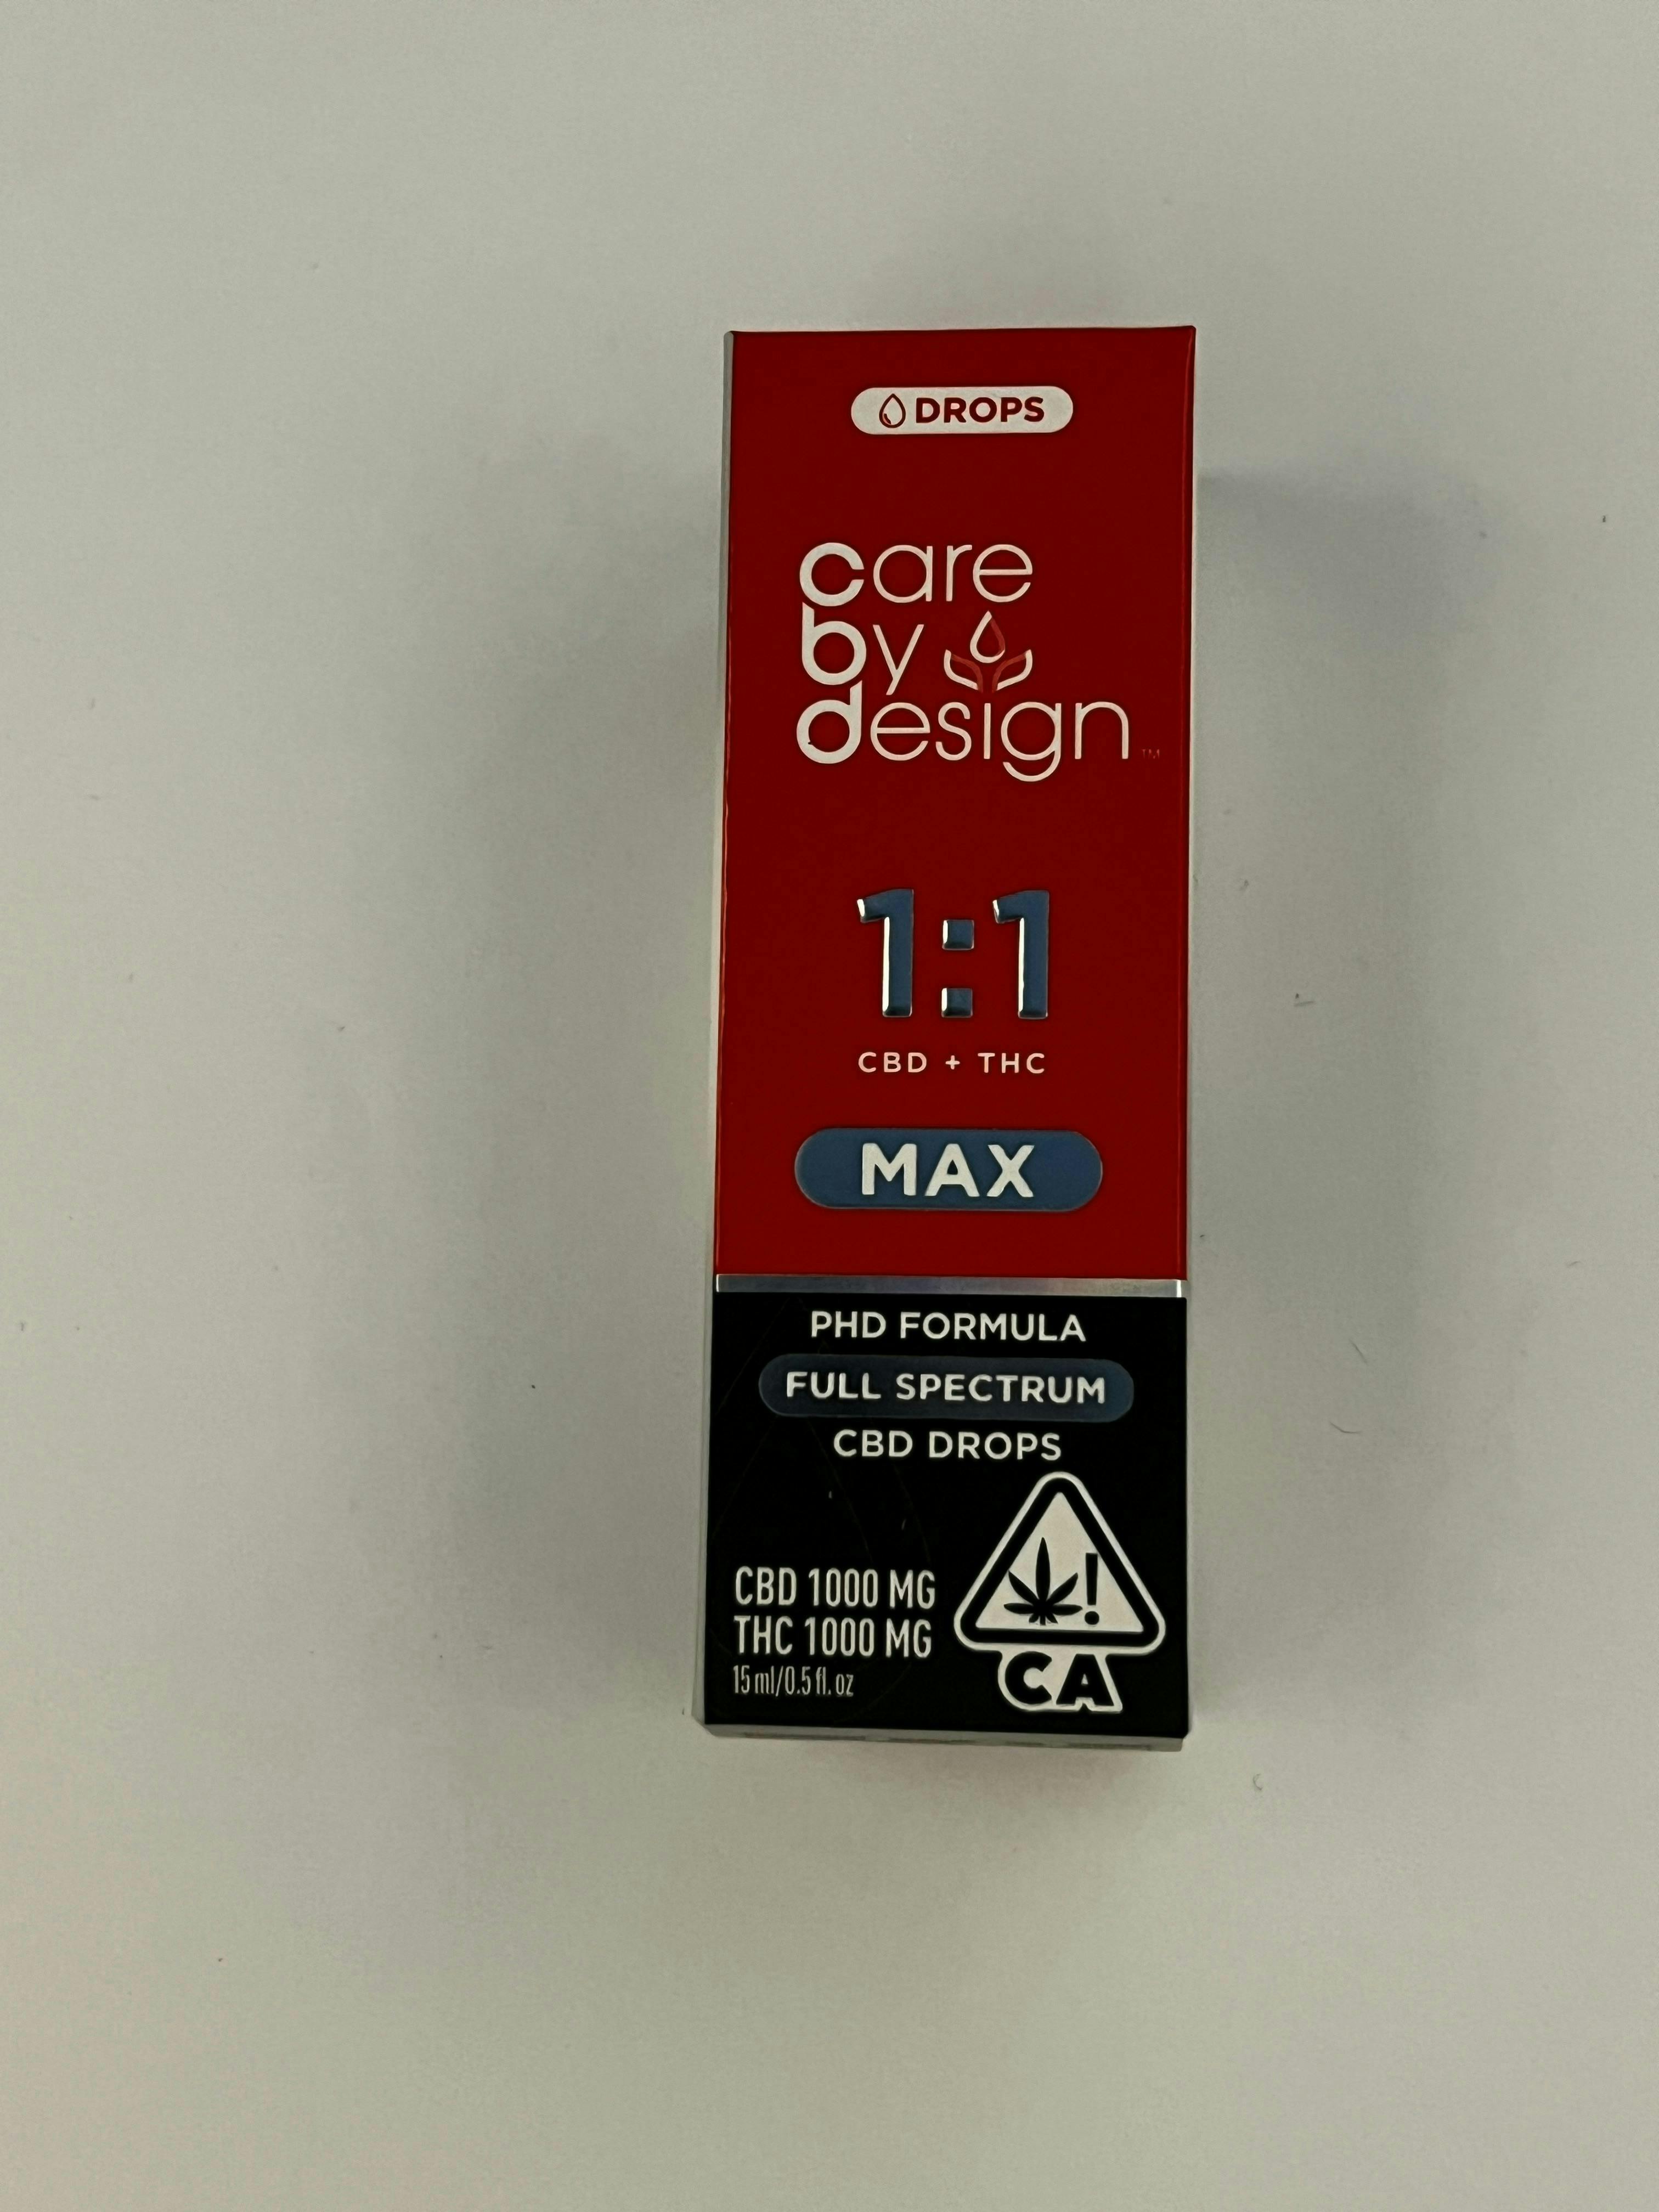 DROPS
care
by
design™
1:1
CBD + THC
MAX
PHD FORMULA
FULL SPECTRUM
CBD DROPS
CBD 1000 MG
THC 1000 MG
15 ml/0.5 fl. oz
!
CA